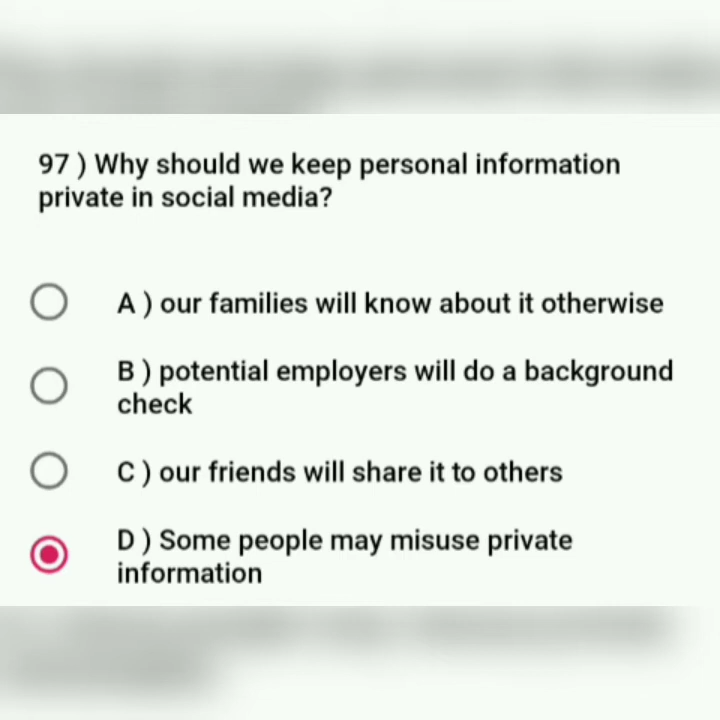 97 ) Why should we keep personal information
private in social media?
A ) our families will know about it otherwise
B ) potential employers will do a background
check
C ) our friends will share it to others
D ) Some people may misuse private
information